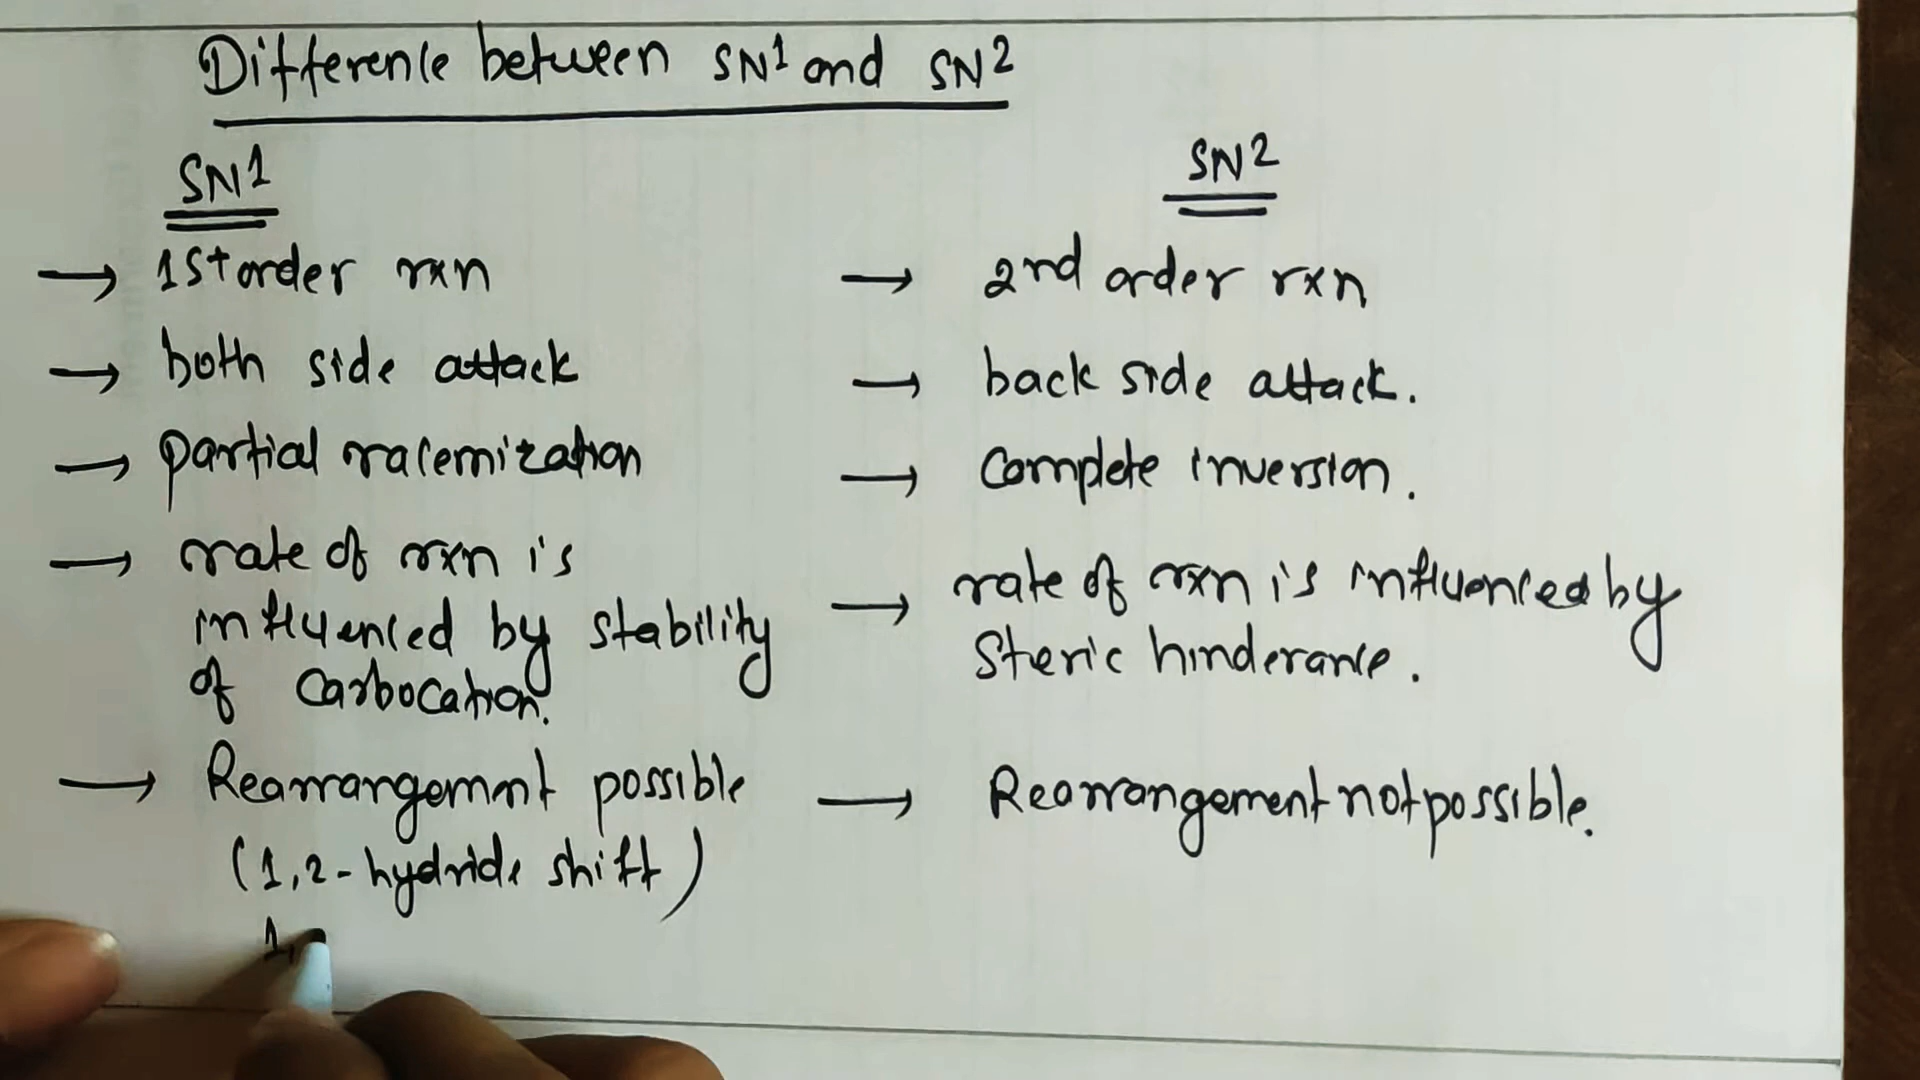 Difference between SN1 and SN2
SN1
1st order rxn
both side attack
partial racemization
rate of rxn is
influenced by stability
of carbocation.
Rearrangemnt possible
(1,2-hydride shift)
1,
SN2
2nd order rxn
back side attack.
Complete inversion.
rate of rxn is influenced by
Steric hinderance.
Rearrangement not possible.